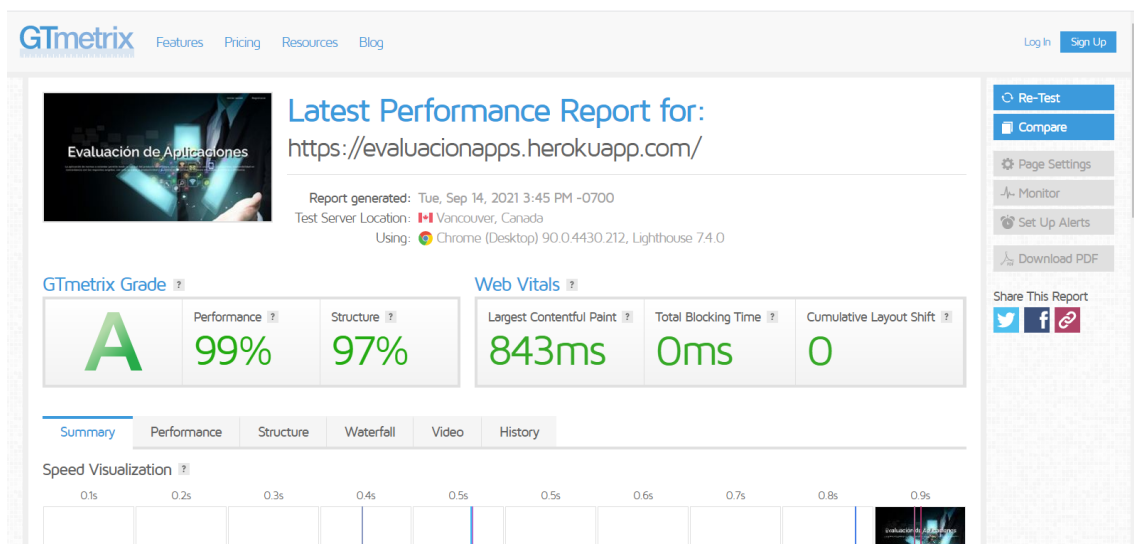 GTmetrix Features Pricing Resources Blog Log In Sign Up
Latest Performance Report for:
https://evaluacionapps.herokuapp.com/
Evaluación de Aplicaciones
Report generated: Tue, Sep 14, 2021 3:45 PM -0700
Test Server Location: Vancouver, Canada
Using: Chrome (Desktop) 90.0.4430.212, Lighthouse 7.4.0
Re-Test
Compare
Page Settings
Monitor
Set Up Alerts
Download PDF
Share This Report
GTmetrix Grade ?
A
Performance ?
99%
Structure ?
97%
Web Vitals ?
Largest Contentful Paint ?
843ms
Total Blocking Time ?
0ms
Cumulative Layout Shift ?
0
Summary Performance Structure Waterfall Video History
Speed Visualization ?
0.1s 0.2s 0.3s 0.4s 0.5s 0.5s 0.6s 0.7s 0.8s 0.9s
Evaluación de Aplicaciones